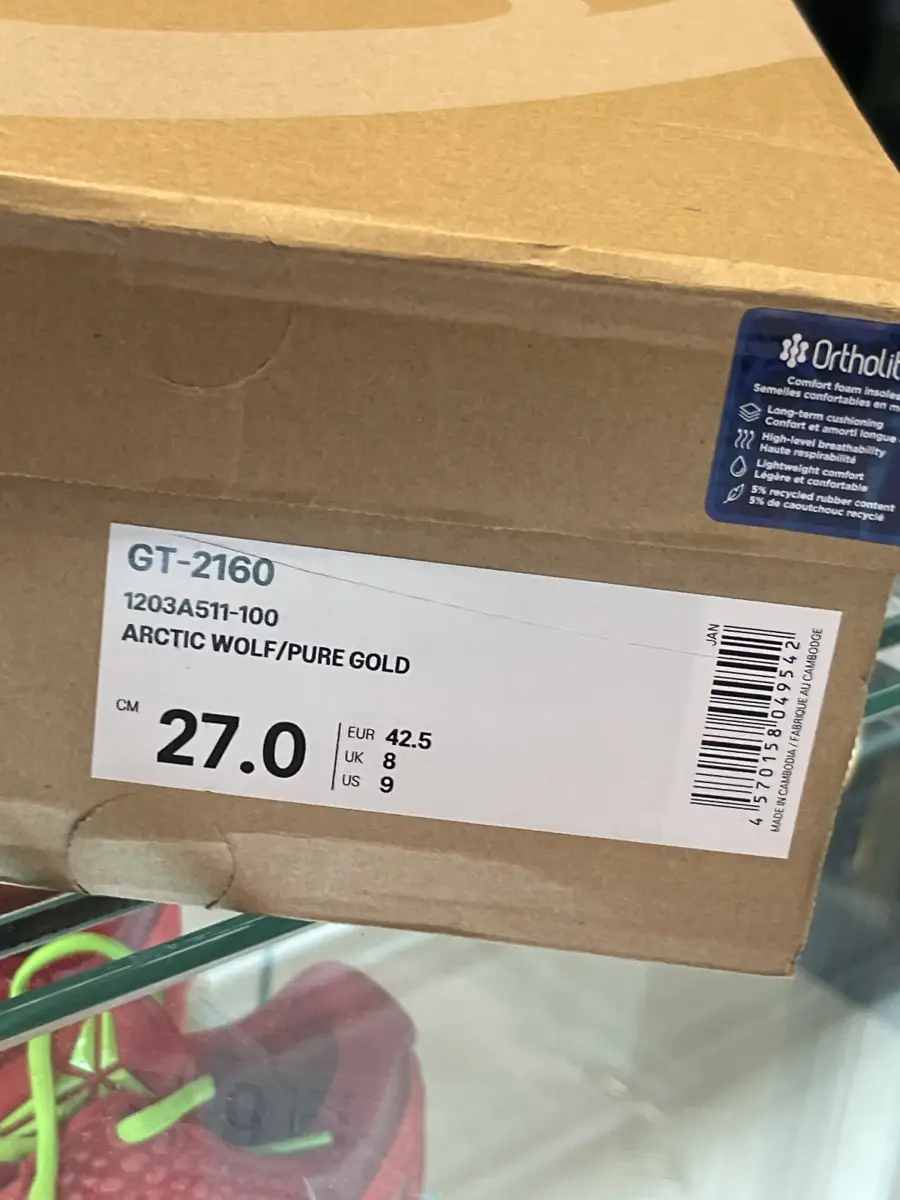 Ortholit
Comfort foam insoles
Semelles confortables en m
Long-term cushioning
Confort et amorti longue
High-level breathability
Haute respirabilité
Lightweight comfort
Légère et confortable
5% recycled rubber content
5% de caoutchouc recyclé
GT-2160
1203A511-100
ARCTIC WOLF/PURE GOLD
CM 27.0
EUR 42.5
UK 8
US 9
JAN
4570158049542
MADE IN CAMBODIA / FABRIQUE AU CAMBODGE
9